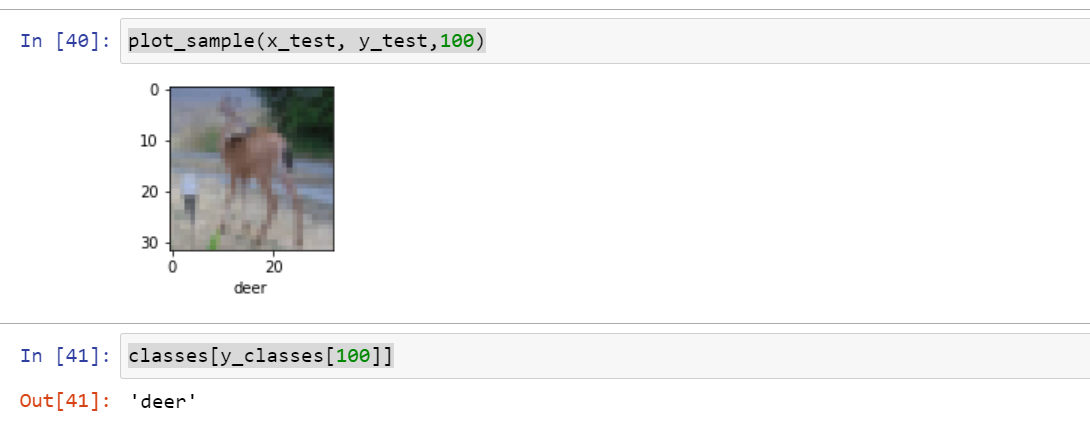 In [40]: plot_sample(x_test, y_test,100)
0
10
20
30
0 20
deer
In [41]: classes[y_classes[100]]
Out[41]: 'deer'